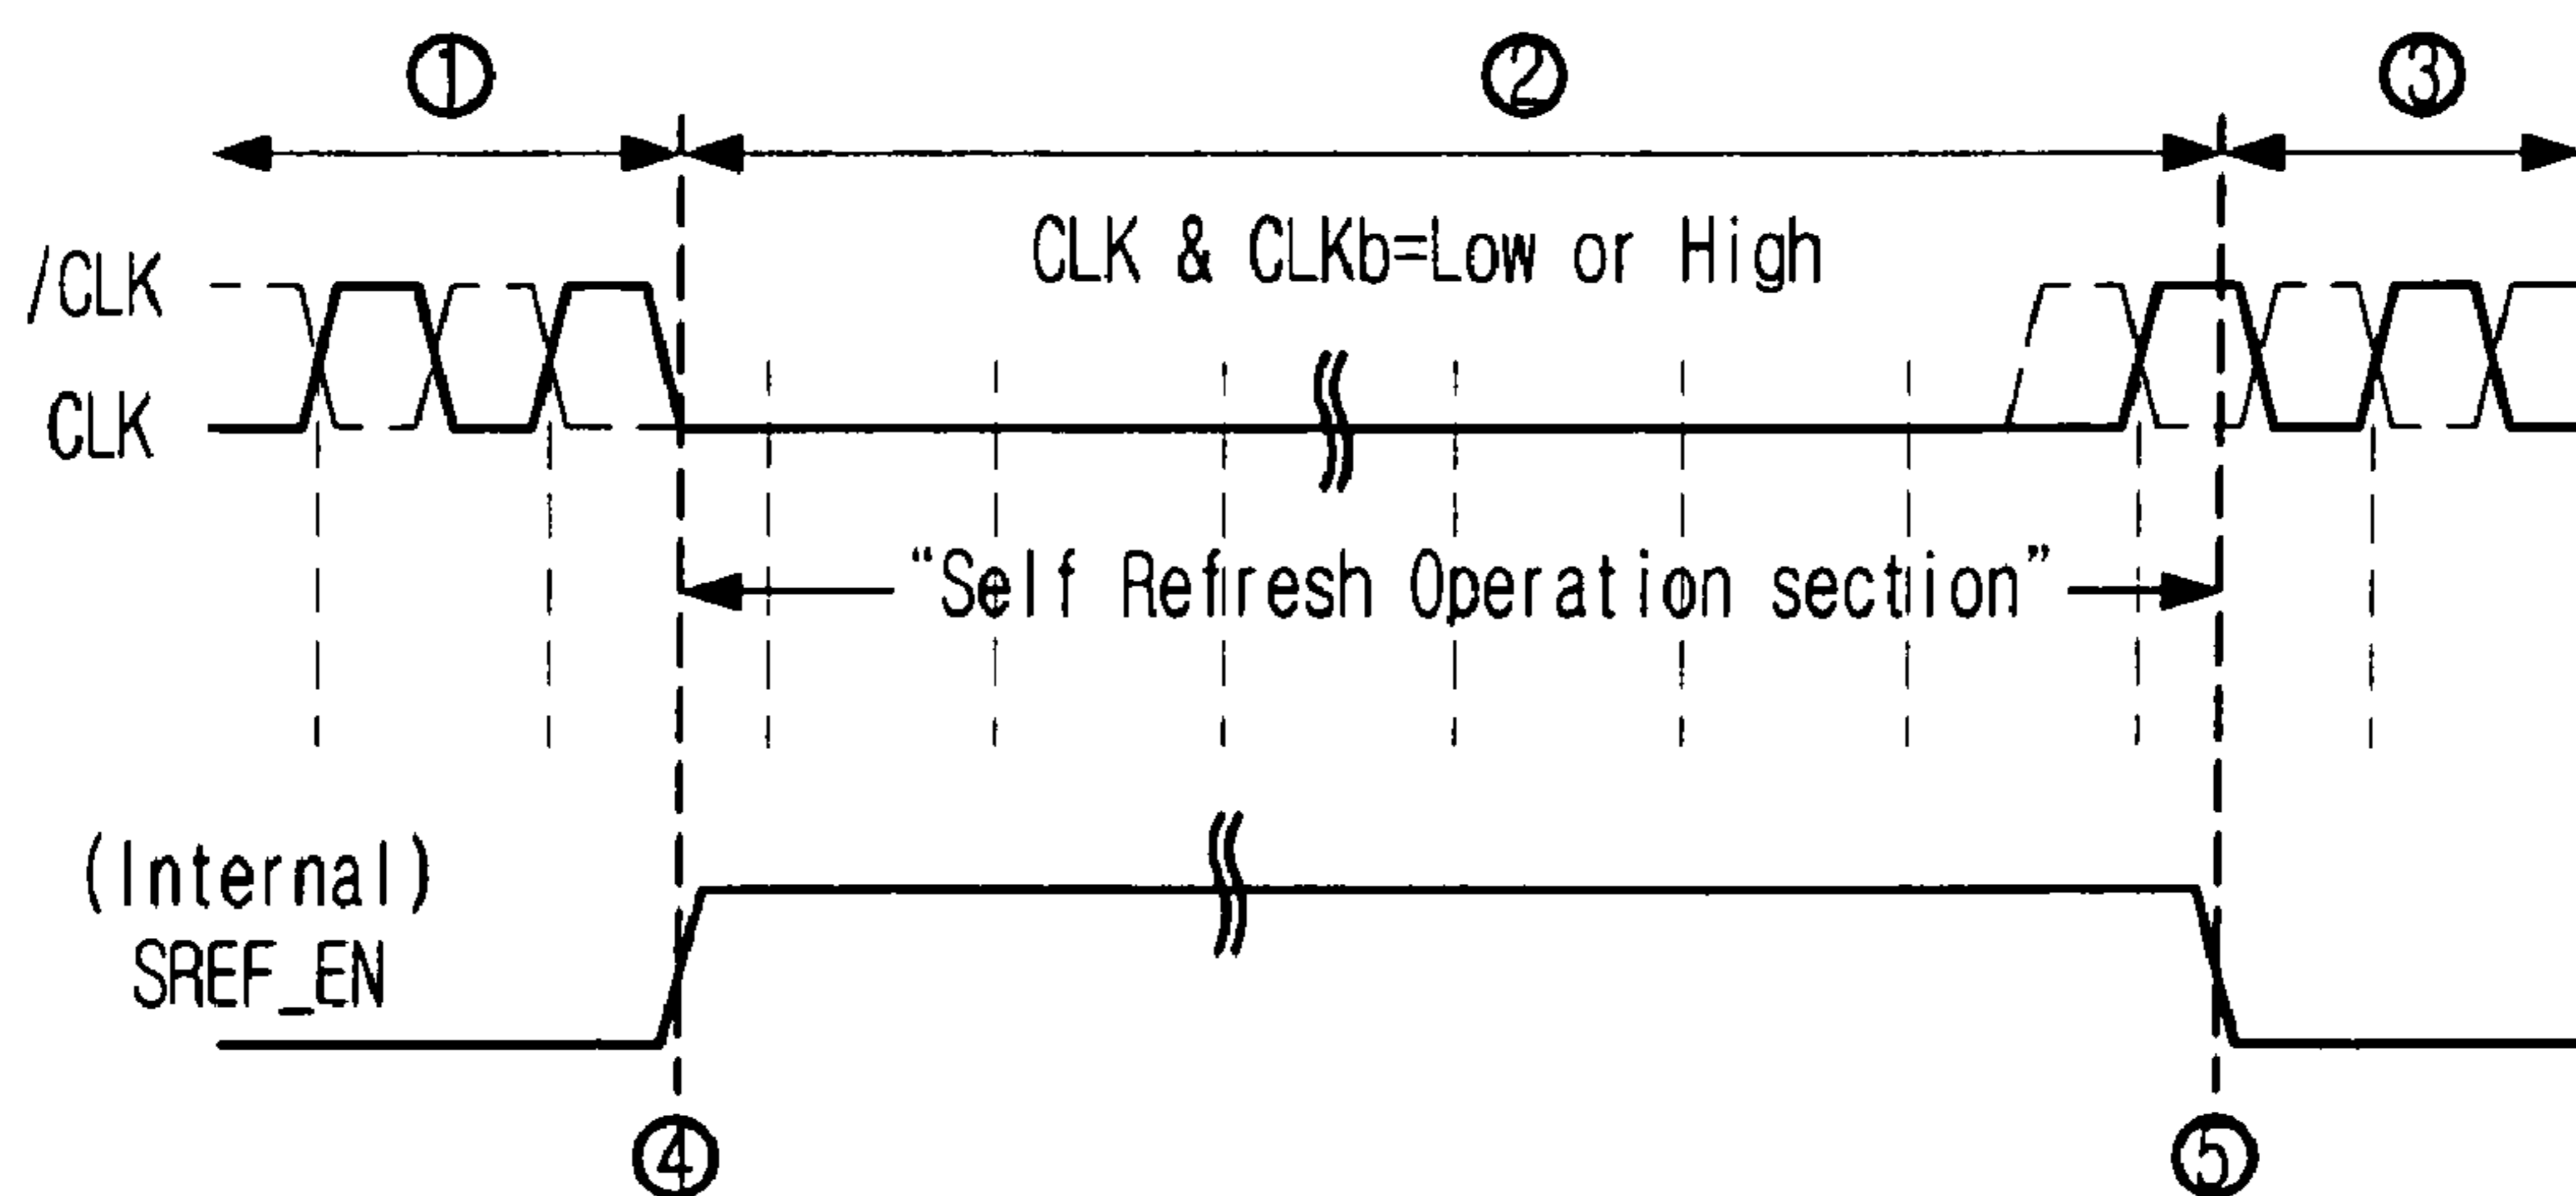 ① ② ③
CLK & CLKb=Low or High
/CLK
CLK
“Self Refresh Operation section”
(Internal)
SREF_EN
④ ⑤